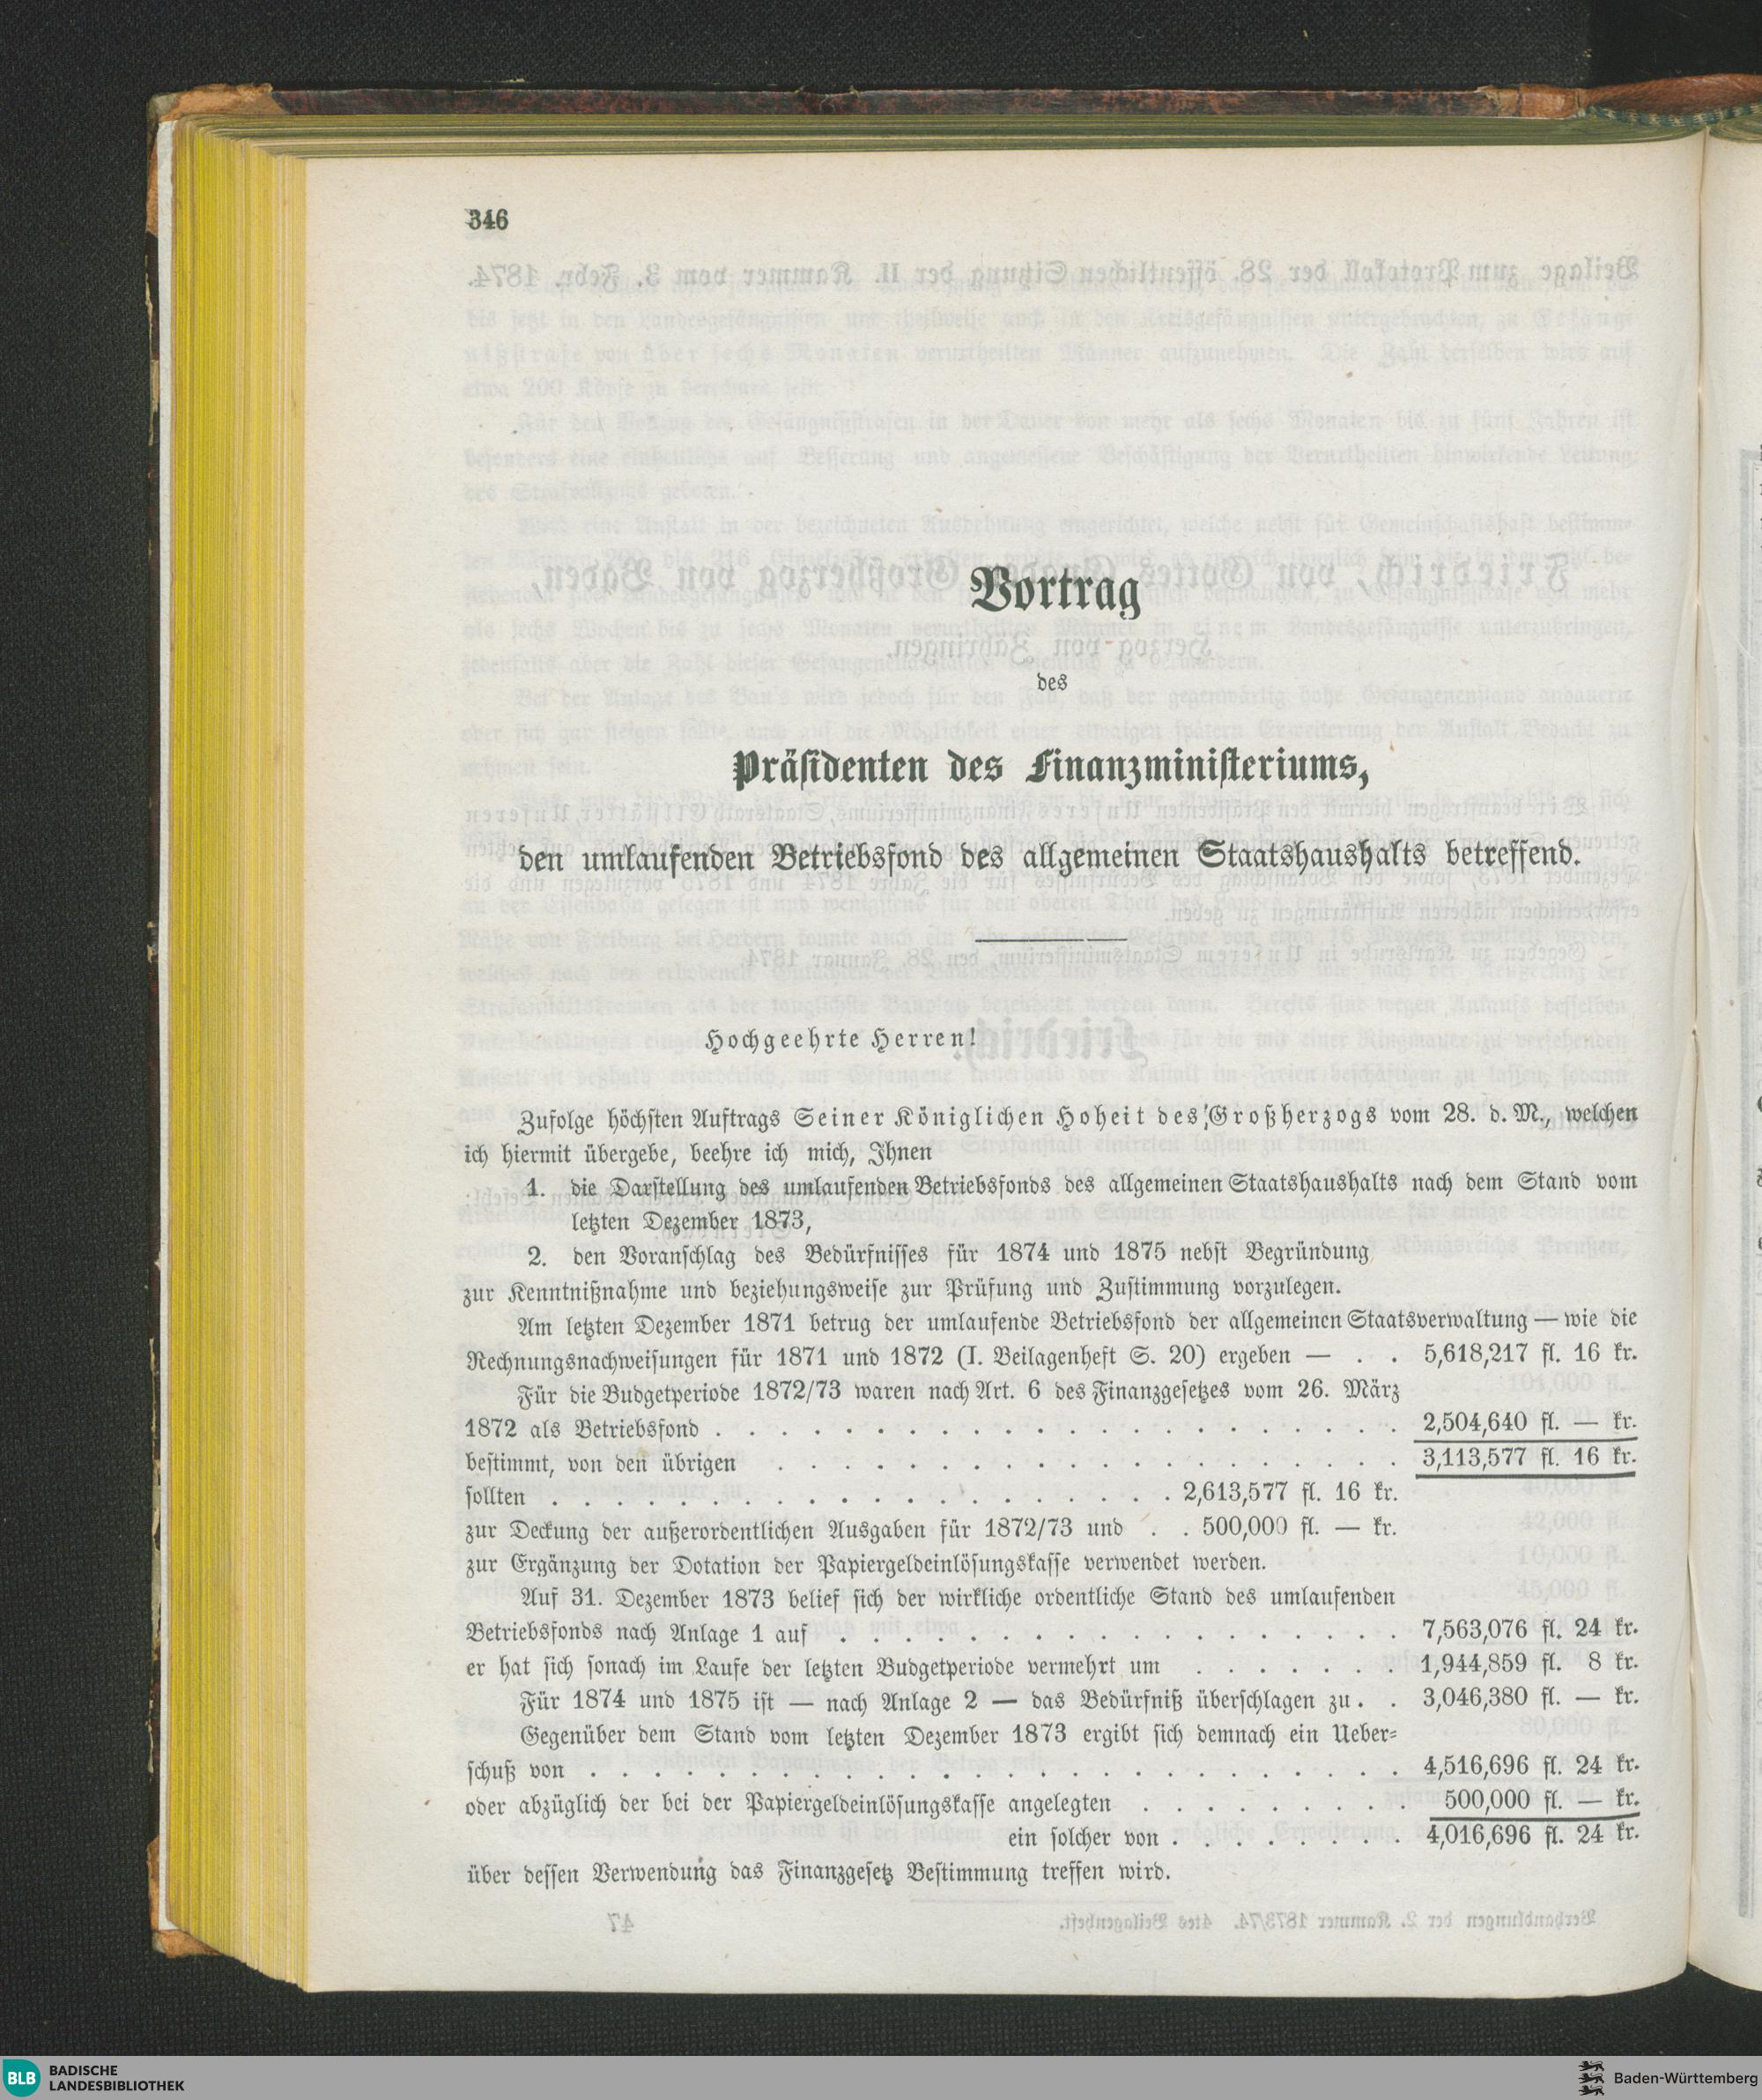 346
Vortrag
des
Präsidenten des Finanzministeriums,
den umlaufenden Betriebsfond des allgemeinen Staatshaushalts betreffend.
Hochgeehrte Herren!
Zufolge höchsten Auftrags Seiner Königlichen Hoheit des Großherzogs vom 28. d. M., welchen
ich hiermit übergebe, beehre ich mich, Ihnen
1. die Darstellung des umlaufenden Betriebsfonds des allgemeinen Staatshaushalts nach dem Stand vom
letzten Dezember 1873,
2. den Voranschlag des Bedürfnisses für 1874 und 1875 nebst Begründung
zur Kenntnißnahme und beziehungsweise zur Prüfung und Zustimmung vorzulegen.
Am letzten Dezember 1871 betrug der umlaufende Betriebsfond der allgemeinen Staatsverwaltung — wie die
Rechnungsnachweisungen für 1871 und 1872 (I. Beilagenheft S. 20) ergeben — . . 5,618,217 fl. 16 kr.
Für die Budgetperiode 1872/73 waren nach Art. 6 des Finanzgesetzes vom 26. März
1872 als Betriebsfond . . . . . . . . . . . . . . . . . . . . . . 2,504,640 fl. — kr.
bestimmt, von den übrigen . . . . . . . . . . . . . . . . . . . . 3,113,577 fl. 16 kr.
sollten . . . . . . . . . . . . . . . . . . . . 2,613,577 fl. 16 kr.
zur Deckung der außerordentlichen Ausgaben für 1872/73 und . . 500,000 fl. — kr.
zur Ergänzung der Dotation der Papiergeldeinlösungskasse verwendet werden.
Auf 31. Dezember 1873 belief sich der wirkliche ordentliche Stand des umlaufenden
Betriebsfonds nach Anlage 1 auf . . . . . . . . . . . . . . . . . . 7,563,076 fl. 24 kr.
er hat sich sonach im Laufe der letzten Budgetperiode vermehrt um . . . . . . . 1,944,859 fl. 8 kr.
Für 1874 und 1875 ist — nach Anlage 2 — das Bedürfniß überschlagen zu . . 3,046,380 fl. — kr.
Gegenüber dem Stand vom letzten Dezember 1873 ergibt sich demnach ein Ueber-
schuß von . . . . . . . . . . . . . . . . . . . . . . . . . . 4,516,696 fl. 24 kr.
oder abzüglich der bei der Papiergeldeinlösungskasse angelegten . . . . . . . . . 500,000 fl. — kr.
ein solcher von . . . . . . . . 4,016,696 fl. 24 kr.
über dessen Verwendung das Finanzgesetz Bestimmung treffen wird.
BLB BADISCHE
LANDESBIBLIOTHEK
Baden-Württemberg